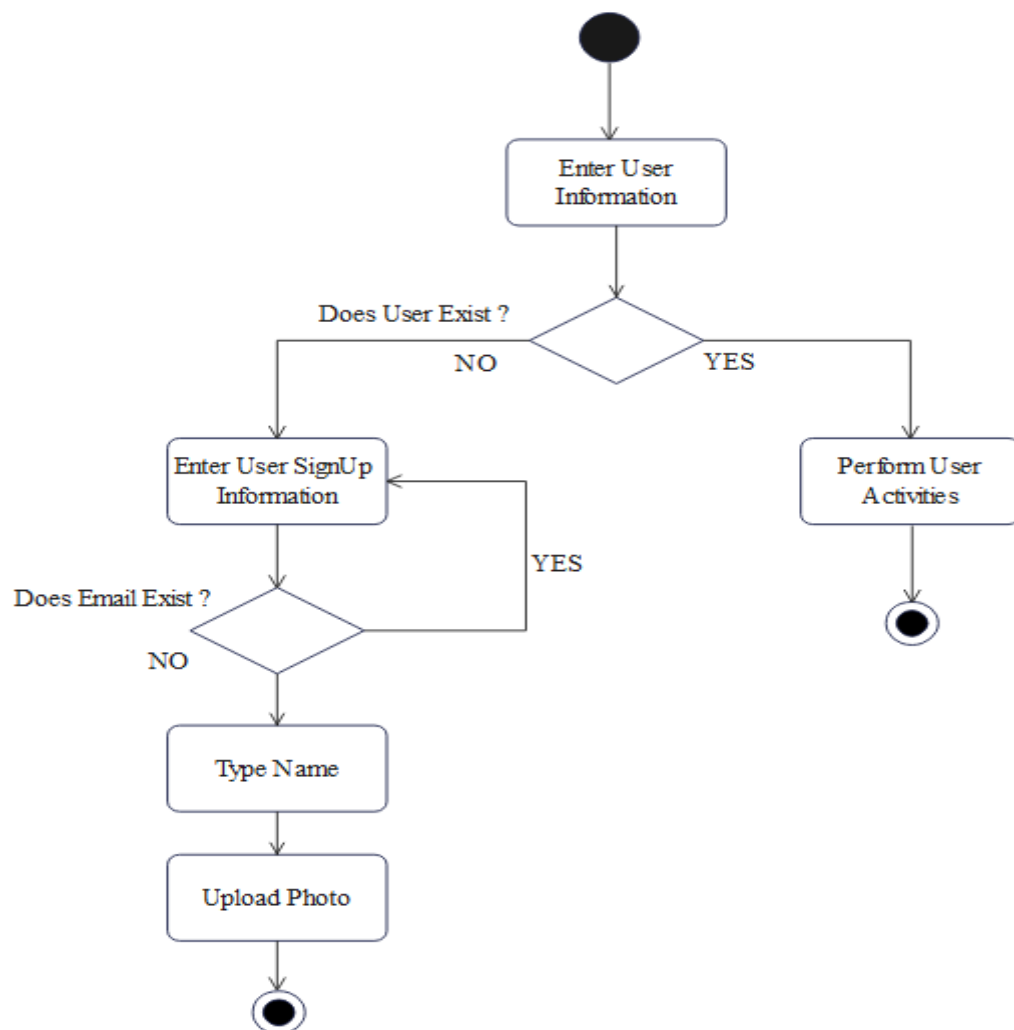 Enter User
Information
Does User Exist ?
NO
YES
Enter User SignUp
Information
Perform User
Activities
YES
Does Email Exist ?
NO
Type Name
Upload Photo